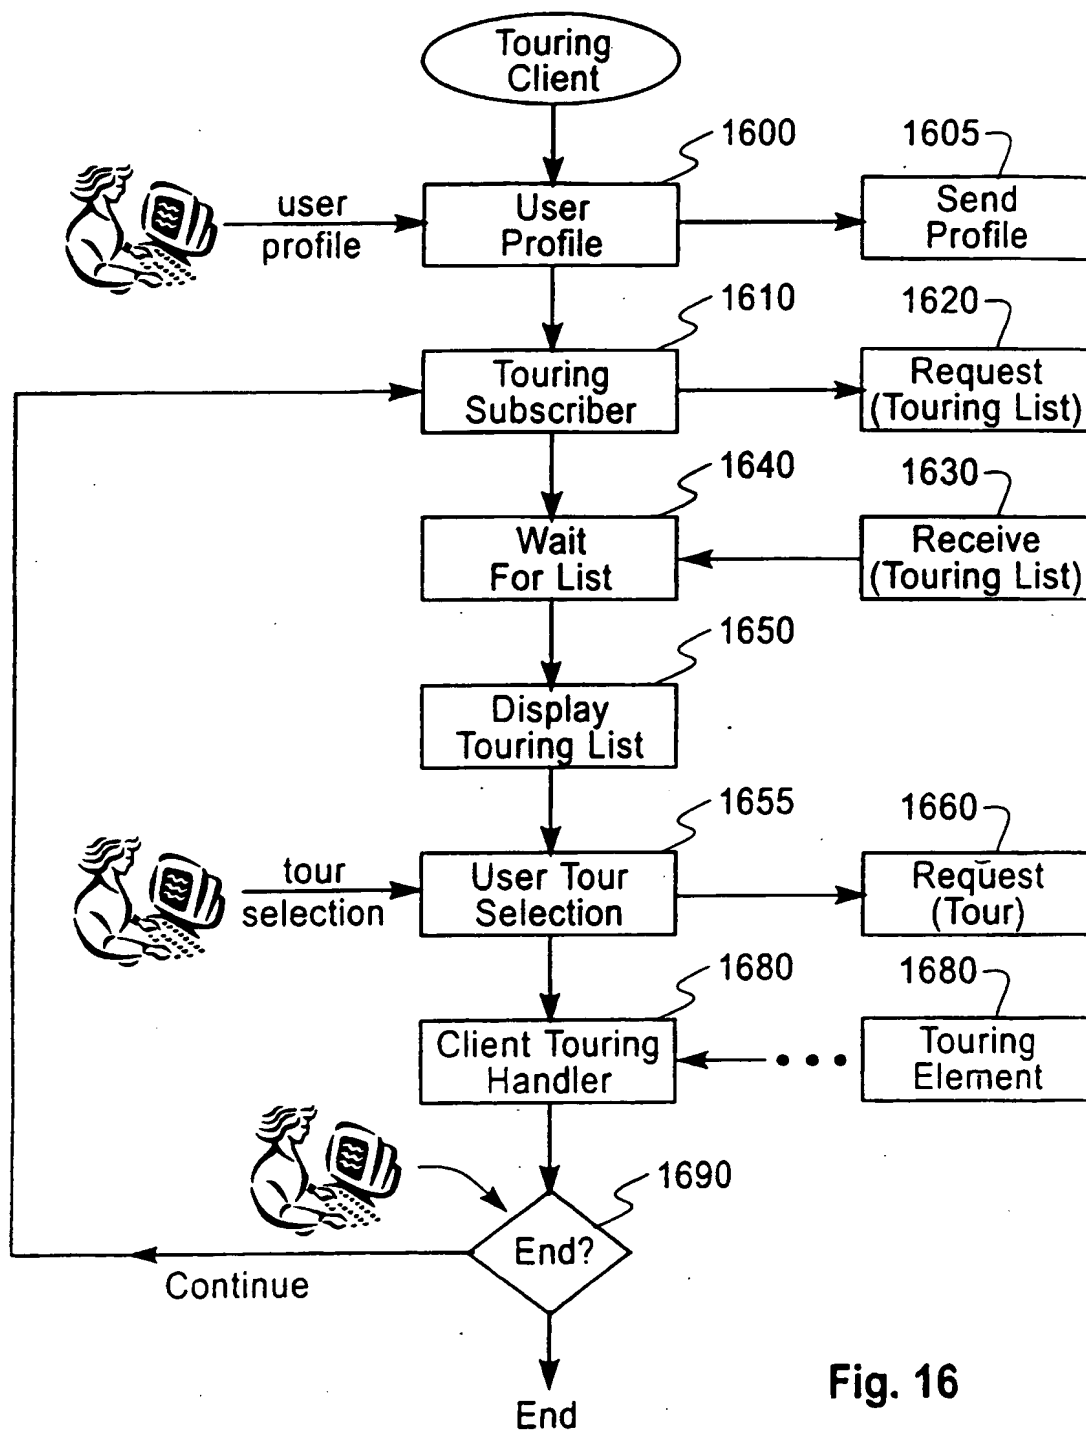 Touring
Client
1600
1605
user
profile
User
Profile
Send
Profile
1610
1620
Touring
Subscriber
Request
(Touring List)
1640
1630
Wait
For List
Receive
(Touring List)
1650
Display
Touring List
1655
1660
tour
selection
User Tour
Selection
Request
(Tour)
1680
1680
Client Touring
Handler
Touring
Element
1690
End?
Continue
End
Fig. 16